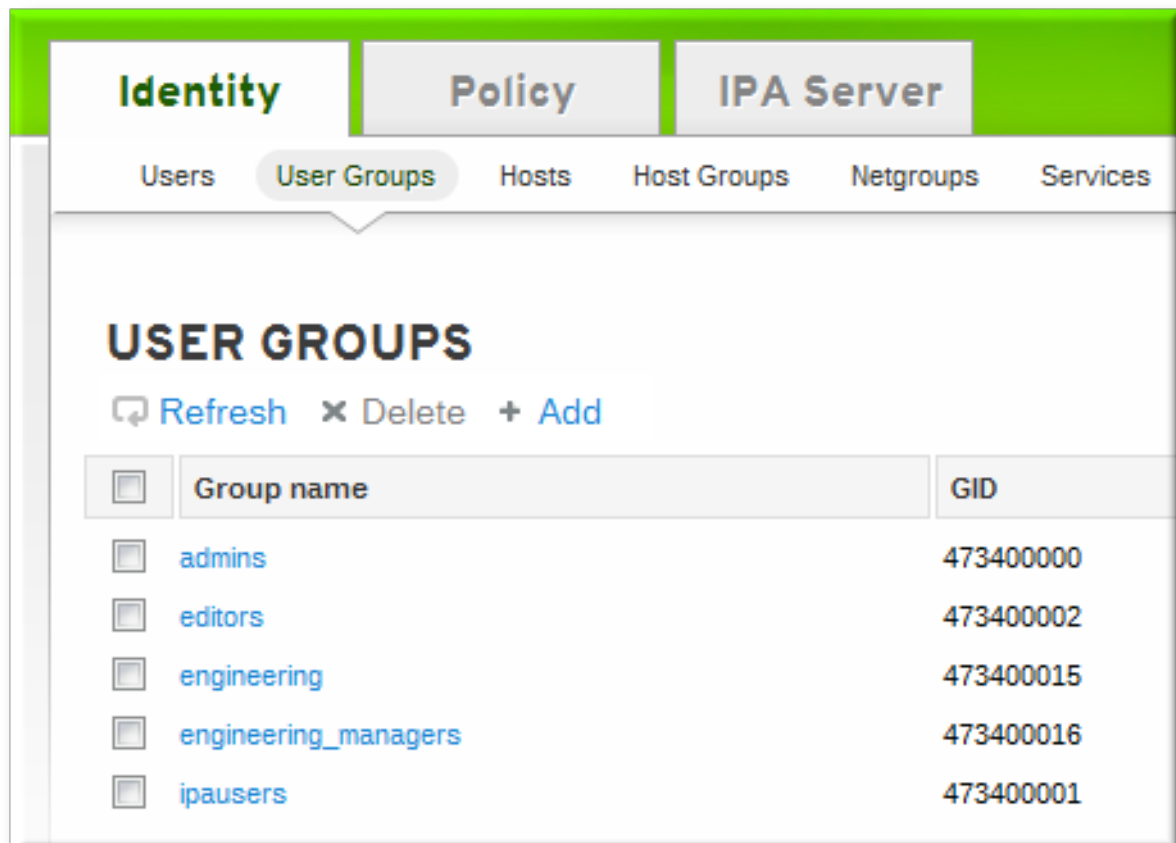 Identity Policy IPA Server
Users User Groups Hosts Host Groups Netgroups Services
USER GROUPS
Refresh Delete + Add
Group name GID
admins 473400000
editors 473400002
engineering 473400015
engineering_managers 473400016
ipausers 473400001